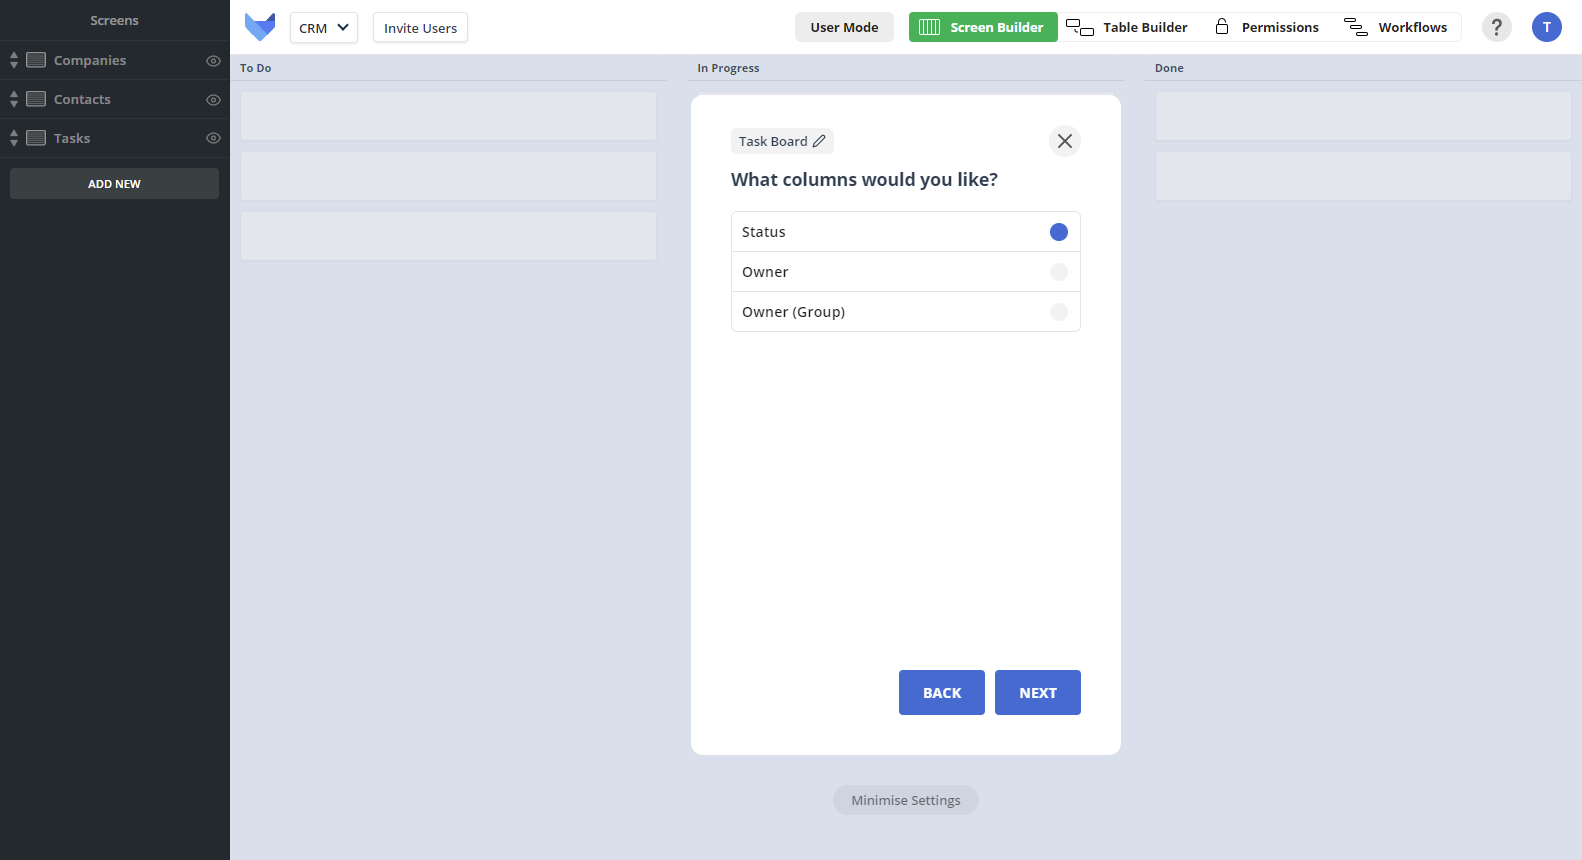 Screens
Companies
Contacts
Tasks
ADD NEW
CRM
Invite Users
User Mode
Screen Builder
Table Builder
Permissions
Workflows
?
T
To Do
In Progress
Done
Task Board
What columns would you like?
Status
Owner
Owner (Group)
BACK
NEXT
Minimise Settings